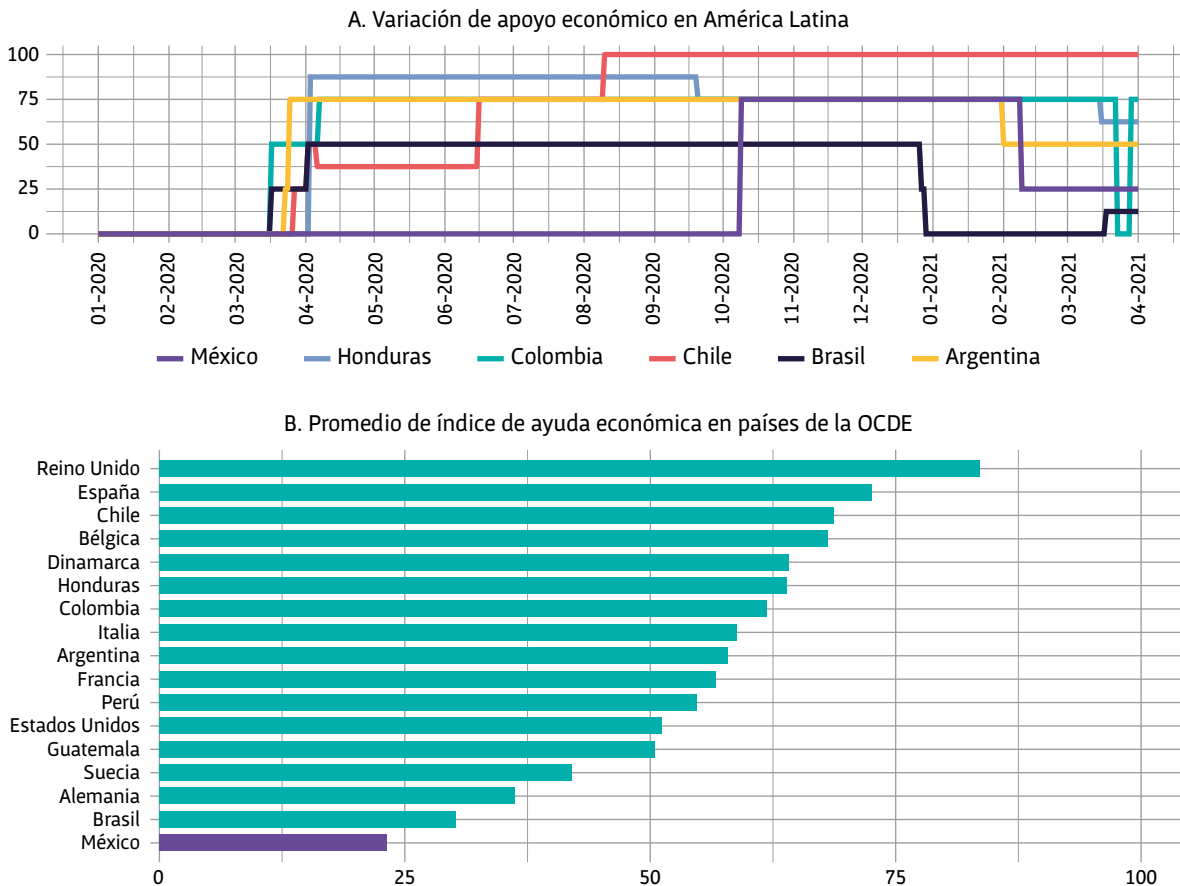 A. Variación de apoyo económico en América Latina
100
75
50
25
0
01-2020
02-2020
03-2020
04-2020
05-2020
06-2020
07-2020
08-2020
09-2020
10-2020
11-2020
12-2020
01-2021
02-2021
03-2021
04-2021
México Honduras Colombia Chile Brasil Argentina
B. Promedio de índice de ayuda económica en países de la OCDE
Reino Unido
España
Chile
Bélgica
Dinamarca
Honduras
Colombia
Italia
Argentina
Francia
Perú
Estados Unidos
Guatemala
Suecia
Alemania
Brasil
México
0 25 50 75 100